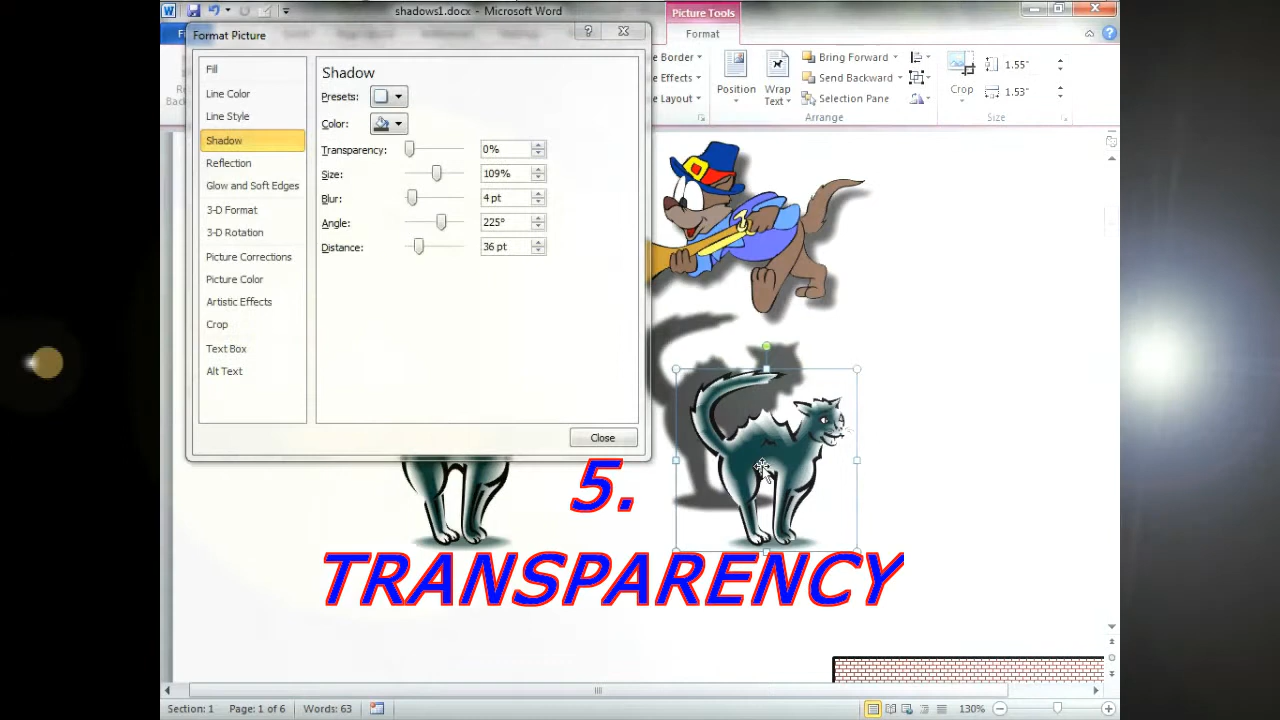 shadows1.docx - Microsoft Word
Picture Tools
Format Picture
Format
Fill
Line Color
Line Style
Shadow
Reflection
Glow and Soft Edges
3-D Format
3-D Rotation
Picture Corrections
Picture Color
Artistic Effects
Crop
Text Box
Alt Text
Shadow
Presets:
Color:
Transparency: 0%
Size: 109%
Blur: 4 pt
Angle: 225°
Distance: 36 pt
Close
e Border
e Effects
e Layout
Position
Wrap
Text
Bring Forward
Send Backward
Selection Pane
Arrange
Crop
1.55"
1.53"
Size
5.
TRANSPARENCY
Section: 1 Page: 1 of 6 Words: 63 130%